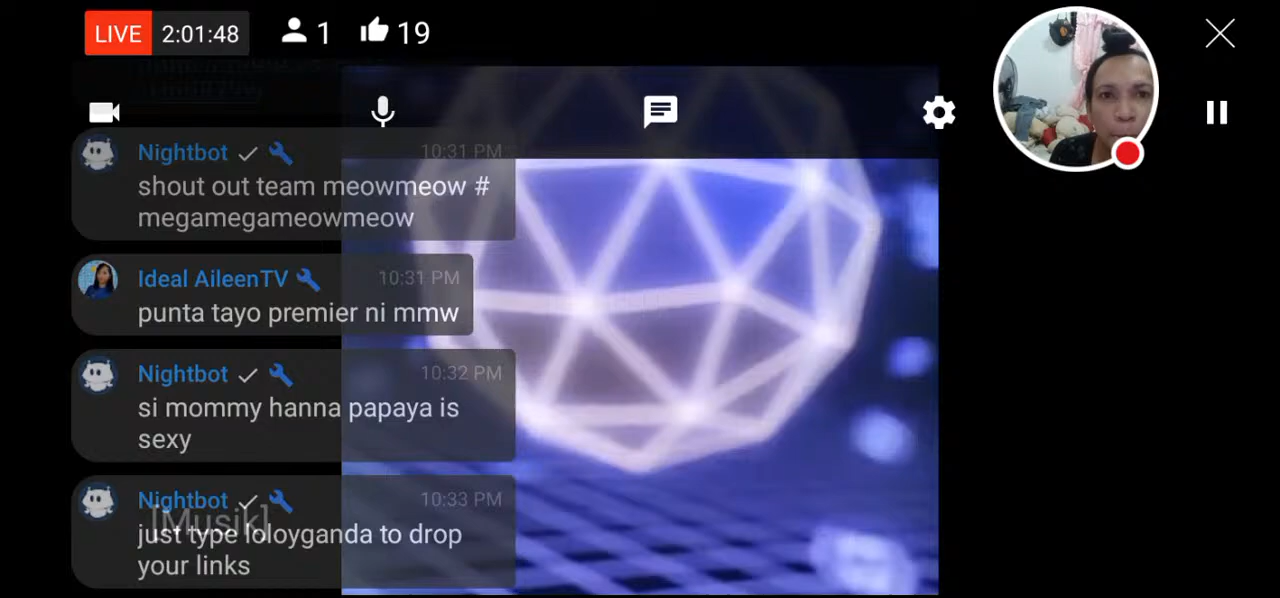 LIVE 2:01:48 1 19
Nightbot 10:31 PM
shout out team meowmeow #
megamegameowmeow
Ideal AileenTV 10:31 PM
punta tayo premier ni mmw
Nightbot 10:32 PM
si mommy hanna papaya is
sexy
Nightbot 10:33 PM
[Musik]
just type loloyganda to drop
your links